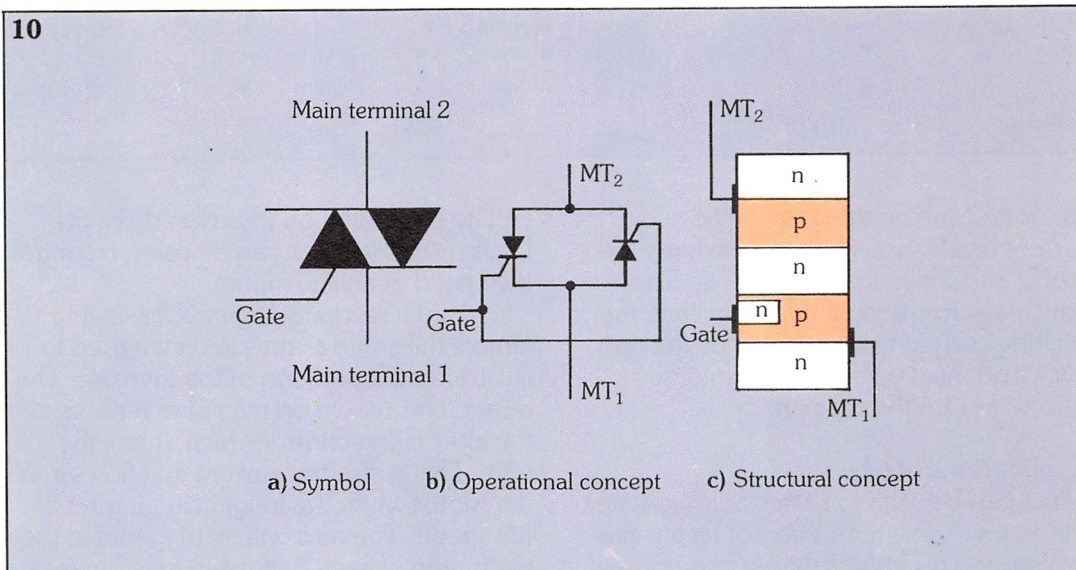 10
Main terminal 2
Gate
Main terminal 1
a) Symbol
MT₂
Gate
MT₁
b) Operational concept
MT₂
n
p
n
n
p
Gate
n
MT₁
c) Structural concept